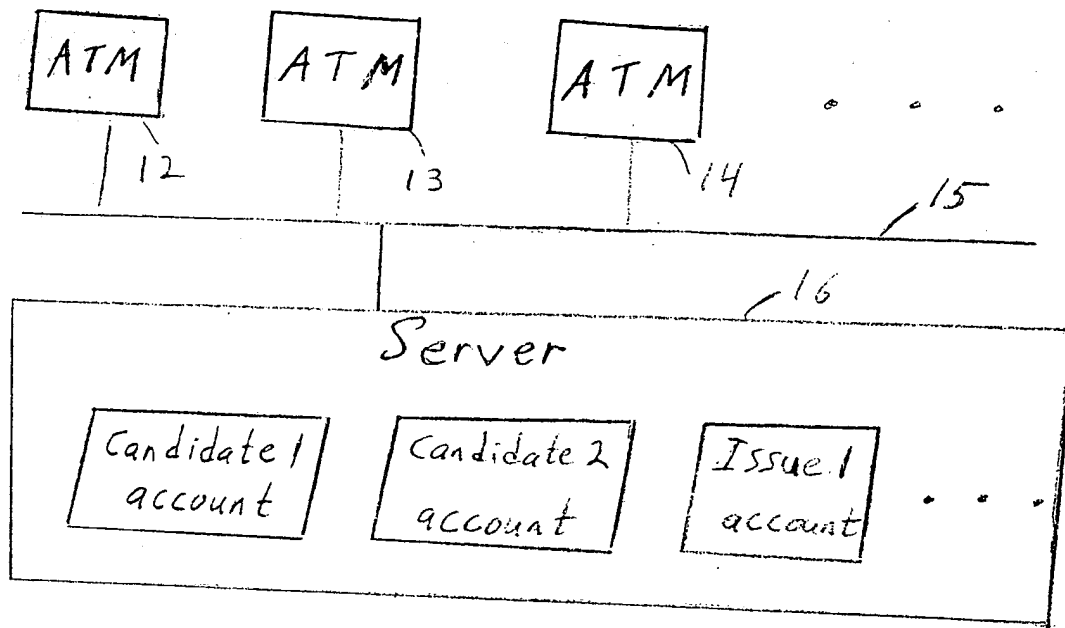 ATM
ATM
ATM
12
13
14
15
16
Server
Candidate 1
account
Candidate 2
account
Issue 1
account